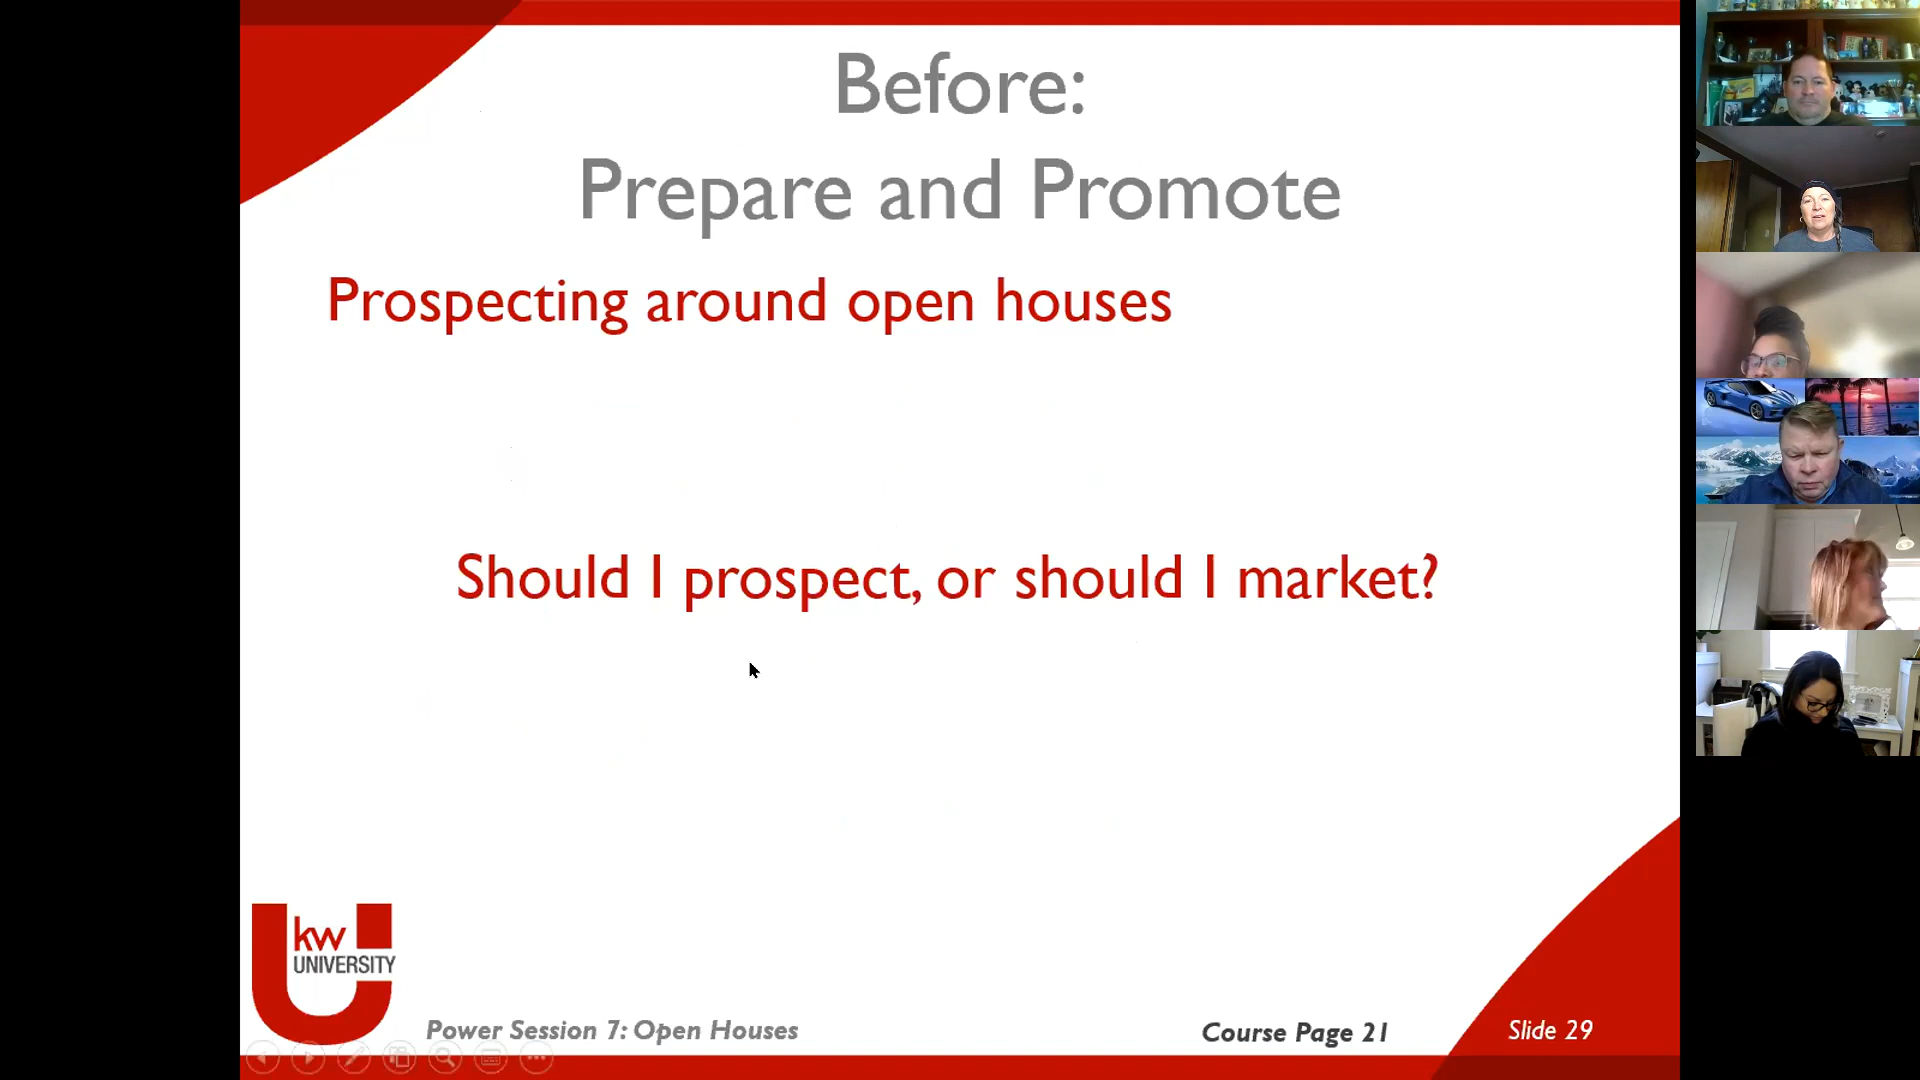 Before:
Prepare and Promote
Prospecting around open houses
Should I prospect, or should I market?
kw
UNIVERSITY
Power Session 7: Open Houses
Course Page 21
Slide 29